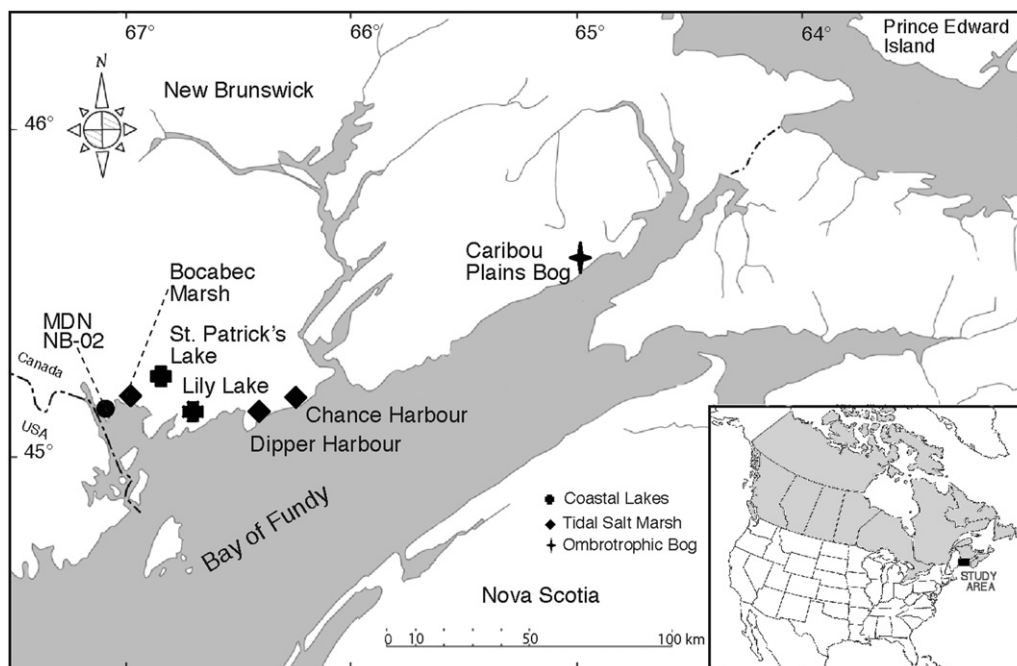 67°
66°
65°
64°
Prince Edward
Island
N
New Brunswick
46°
Caribou
Plains Bog
Bocabec
Marsh
MDN
NB-02
St. Patrick's
Lake
Canada
Lily Lake
USA
Chance Harbour
Dipper Harbour
45°
Bay of Fundy
Coastal Lakes
Tidal Salt Marsh
Ombrotrophic Bog
Nova Scotia
0 10 50 100 km
STUDY
AREA